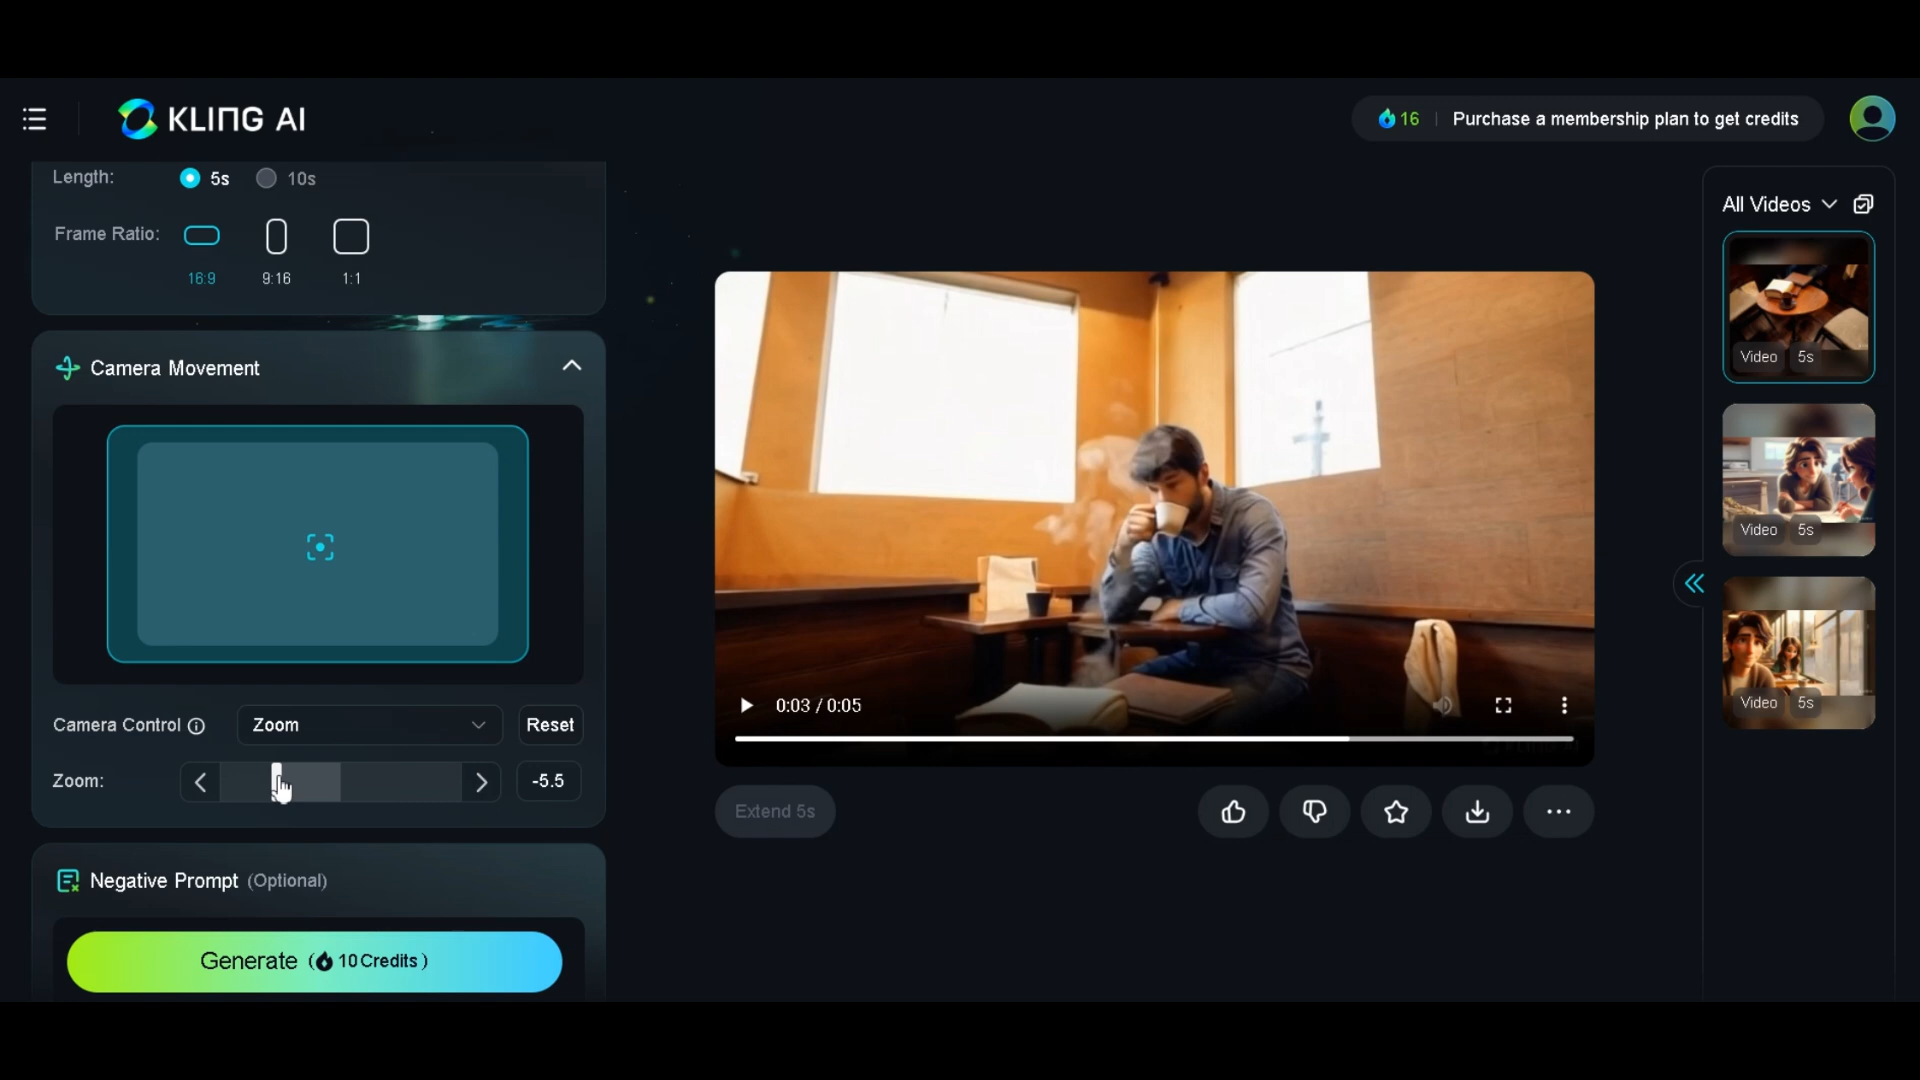 KLING AI
16 | Purchase a membership plan to get credits
Length: 5s 10s
Frame Ratio:
16:9 9:16 1:1
Camera Movement
Camera Control Zoom Reset
Zoom: -5.5
Negative Prompt (Optional)
Generate ( 10 Credits )
0:03 / 0:05
Extend 5s
All Videos
Video 5s
Video 5s
Video 5s